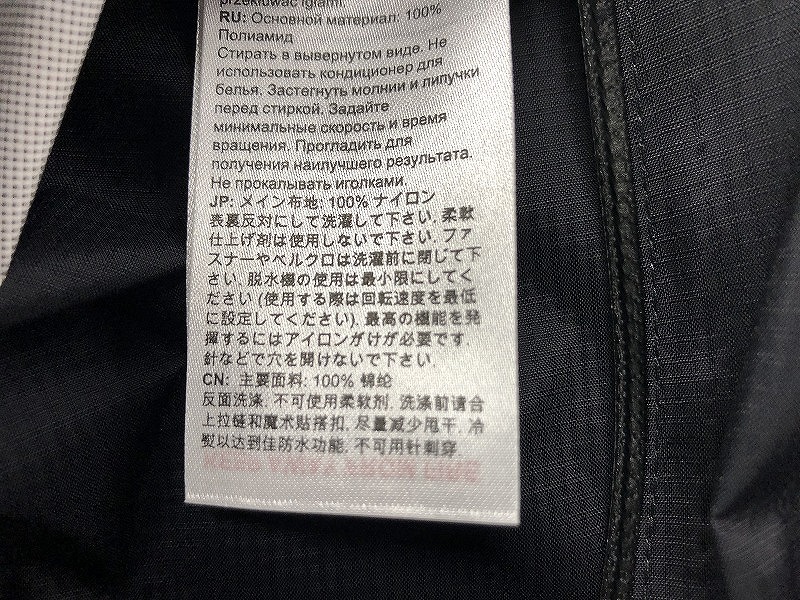 przekłuwać igłami.
RU: Основной материал: 100%
Полиамид
Стирать в вывернутом виде. Не
использовать кондиционер для
белья. Застегнуть молнии и липучки
перед стиркой. Задайте
минимальные скорость и время
вращения. Прогладить для
получения наилучшего результата.
Не прокалывать иголками.
JP: メイン布地: 100% ナイロン
表裏反対にして洗濯して下さい. 柔軟
仕上げ剤は使用しないで下さい. ファ
スナーやベルクロは洗濯前に閉じて下
さい. 脱水機の使用は最小限にしてく
ださい (使用する際は回転速度を最低
に設定してください). 最高の機能を発
揮するにはアイロンがけが必要です.
針などで穴を開けないで下さい.
CN: 主要面料: 100% 锦纶
反面洗涤. 不可使用柔软剂. 洗涤前请合
上拉链和魔术贴搭扣. 尽量减少甩干. 冷
熨以达到佳防水功能. 不可用针刺穿.
KEEP AWAY FROM FIRE